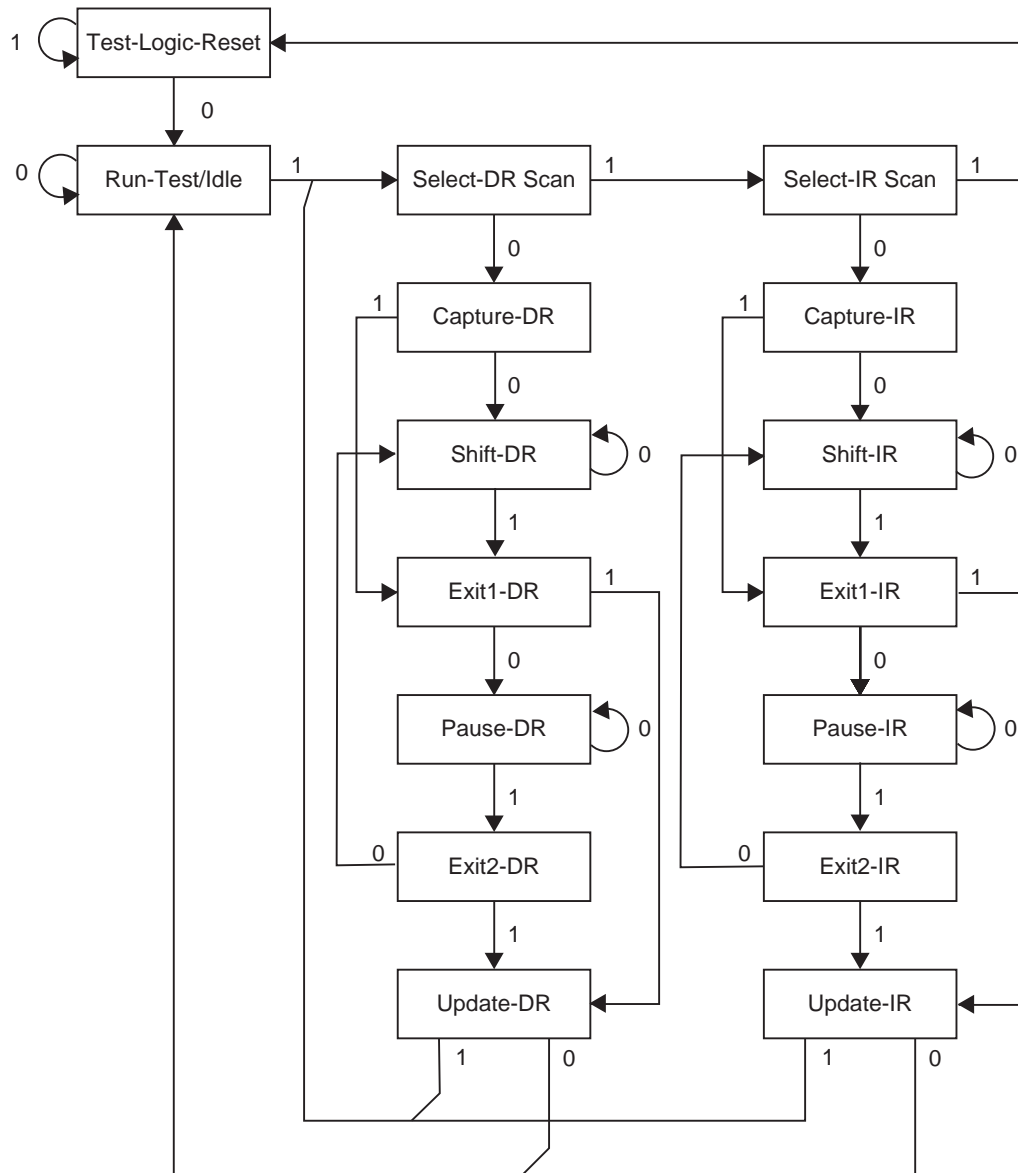 Test-Logic-Reset
1
0
Run-Test/Idle
0
1
Select-DR Scan
1
Select-IR Scan
1
0
0
Capture-DR
1
Capture-IR
1
0
0
Shift-DR
0
Shift-IR
0
1
1
Exit1-DR
1
Exit1-IR
1
0
0
Pause-DR
0
Pause-IR
0
1
1
Exit2-DR
0
Exit2-IR
0
1
1
Update-DR
Update-IR
1
0
1
0